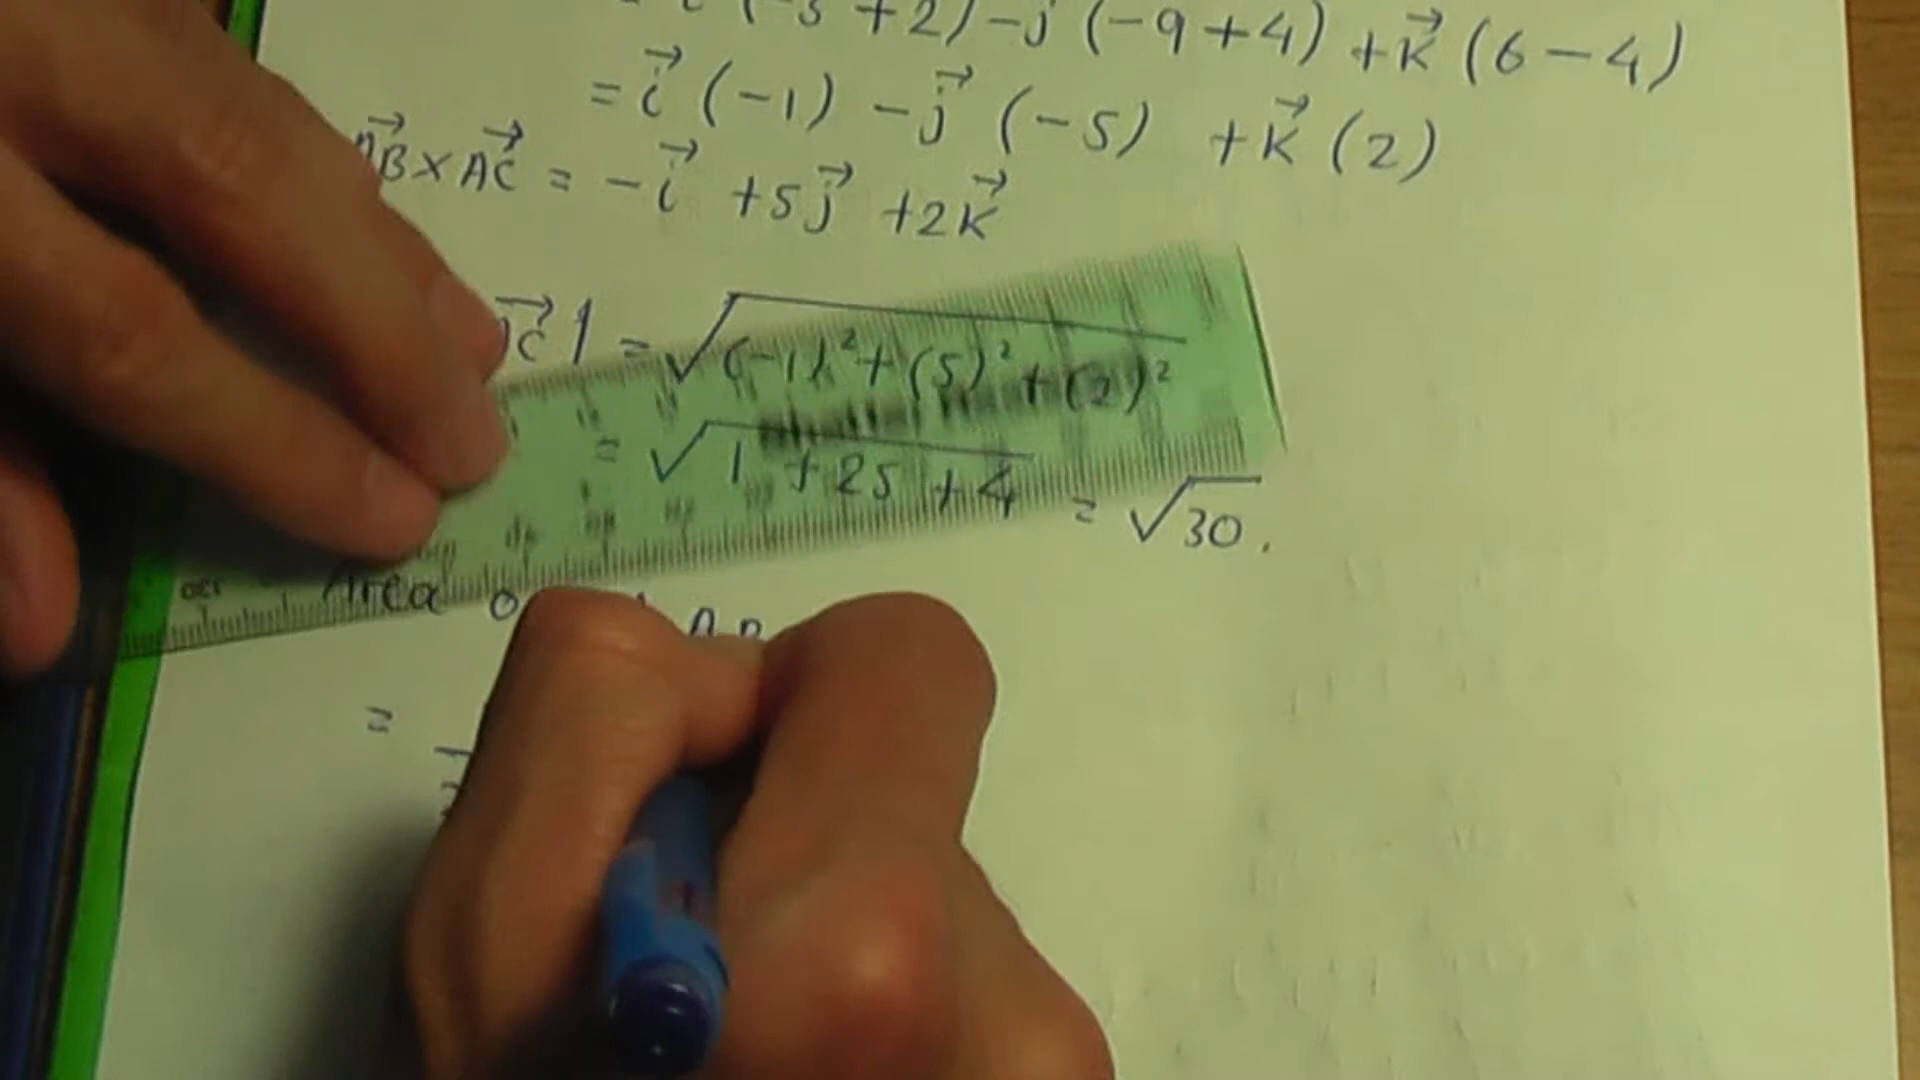 (-3+2)-j(-9+4)+k⃗(6-4)
=i⃗(-1)-j⃗(-5)+k⃗(2)
AB⃗×AC⃗=-i⃗+5j⃗+2k⃗
C⃗|=√(-1)²+(5)²+(2)²
=√1+25+4=√30.
Area
=